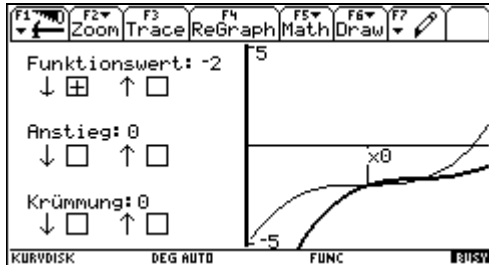 F1 F2 F3 F4 F5 F6 F7
Zoom Trace ReGraph Math Draw
Funktionswert: -2
↓ + ↑
Anstieg: 0
↓ ↑
Krümmung: 0
↓ ↑
5
x0
-5
KURVDISK DEG AUTO FUNC BUSY